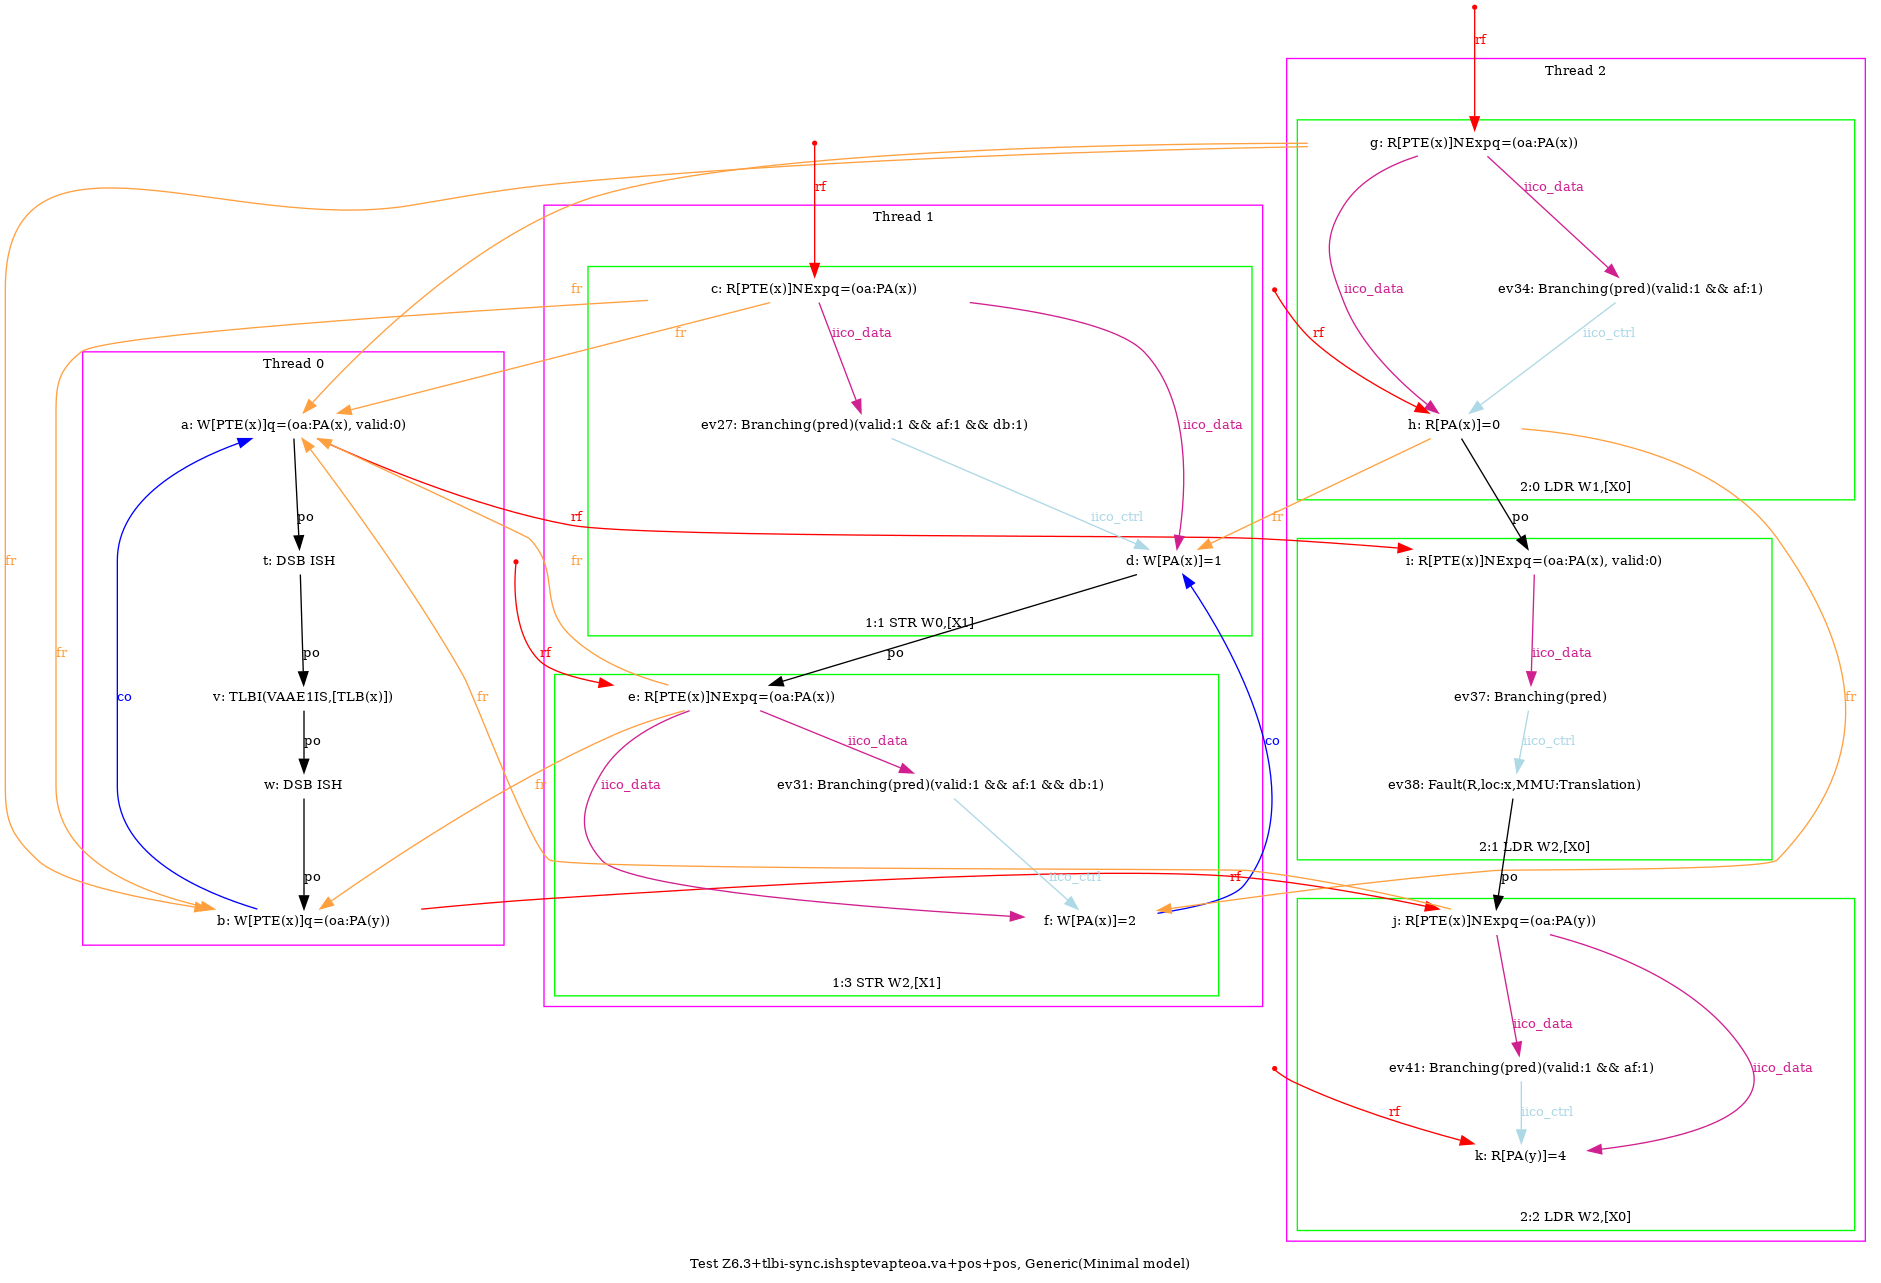 rf
Thread 2
g: R[PTE(x)]NExpq=(oa:PA(x))
rf
iico_data
Thread 1
fr
c: R[PTE(x)]NExpq=(oa:PA(x))
iico_data
ev34: Branching(pred)(valid:1 && af:1)
fr
iico_data
rf
iico_ctrl
Thread 0
a: W[PTE(x)]q=(oa:PA(x), valid:0)
ev27: Branching(pred)(valid:1 && af:1 && db:1)
iico_data
h: R[PA(x)]=0
2:0 LDR W1,[X0]
po
rf
iico_ctrl
fr
po
fr
t: DSB ISH
fr
d: W[PA(x)]=1
i: R[PTE(x)]NExpq=(oa:PA(x), valid:0)
1:1 STR W0,[X1]
fr
po
rf
po
iico_data
co
v: TLBI(VAAE1IS,[TLB(x)])
fr
e: R[PTE(x)]NExpq=(oa:PA(x))
ev37: Branching(pred)
fr
po
iico_data
co
iico_ctrl
w: DSB ISH
fr
iico_data
ev31: Branching(pred)(valid:1 && af:1 && db:1)
ev38: Fault(R,loc:x,MMU:Translation)
2:1 LDR W2,[X0]
po
iico_ctrl
rf
po
b: W[PTE(x)]q=(oa:PA(y))
f: W[PA(x)]=2
j: R[PTE(x)]NExpq=(oa:PA(y))
1:3 STR W2,[X1]
iico_data
ev41: Branching(pred)(valid:1 && af:1)
iico_data
rf
iico_ctrl
k: R[PA(y)]=4
2:2 LDR W2,[X0]
Test Z6.3+tlbi-sync.ishsptevapteoa.va+pos+pos, Generic(Minimal model)